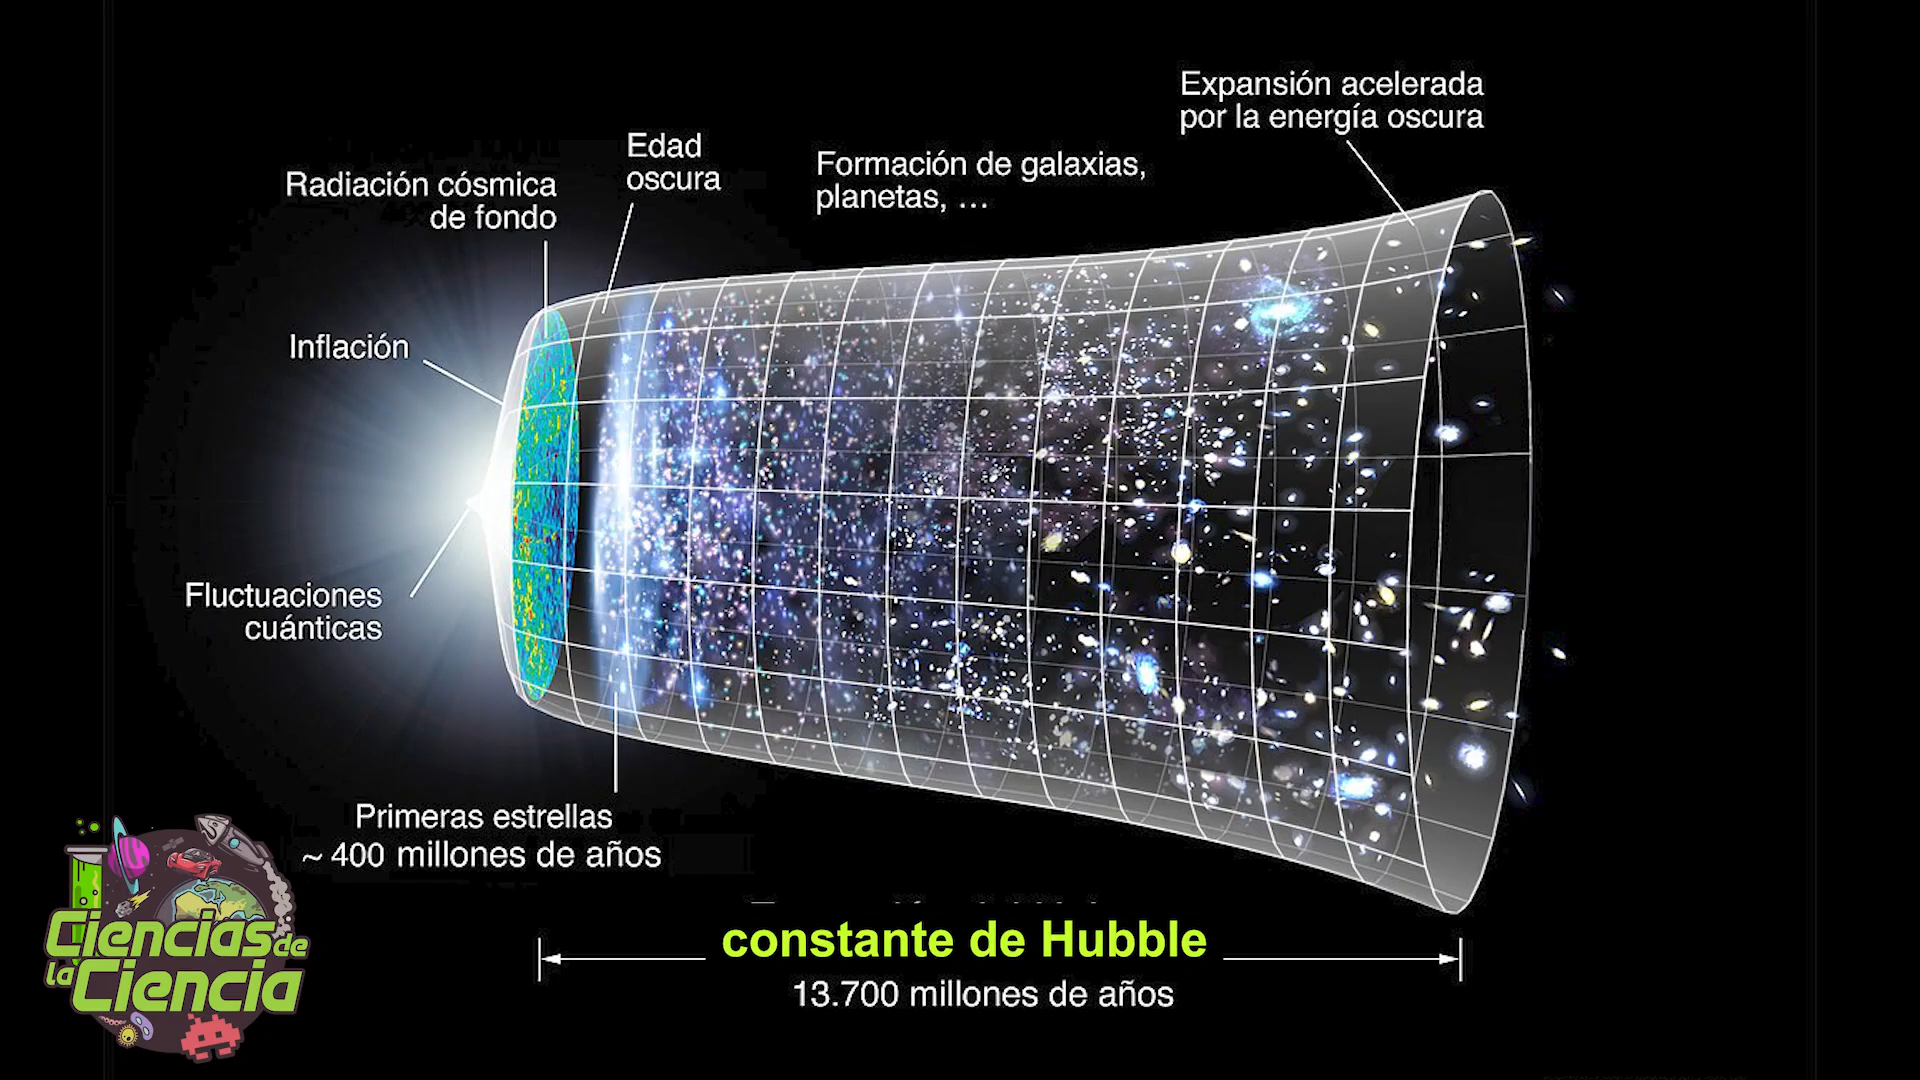 Expansión acelerada
por la energía oscura
Edad
oscura
Formación de galaxias,
planetas, ...
Radiación cósmica
de fondo
Inflación
Fluctuaciones
cuánticas
Primeras estrellas
~ 400 millones de años
constante de Hubble
13.700 millones de años
Ciencias de
la Ciencia